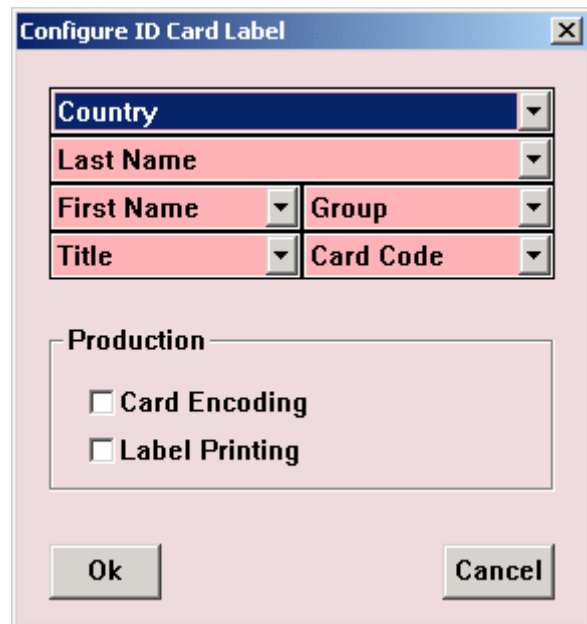 Configure ID Card Label
Country
Last Name
First Name Group
Title Card Code
Production
Card Encoding
Label Printing
Ok Cancel